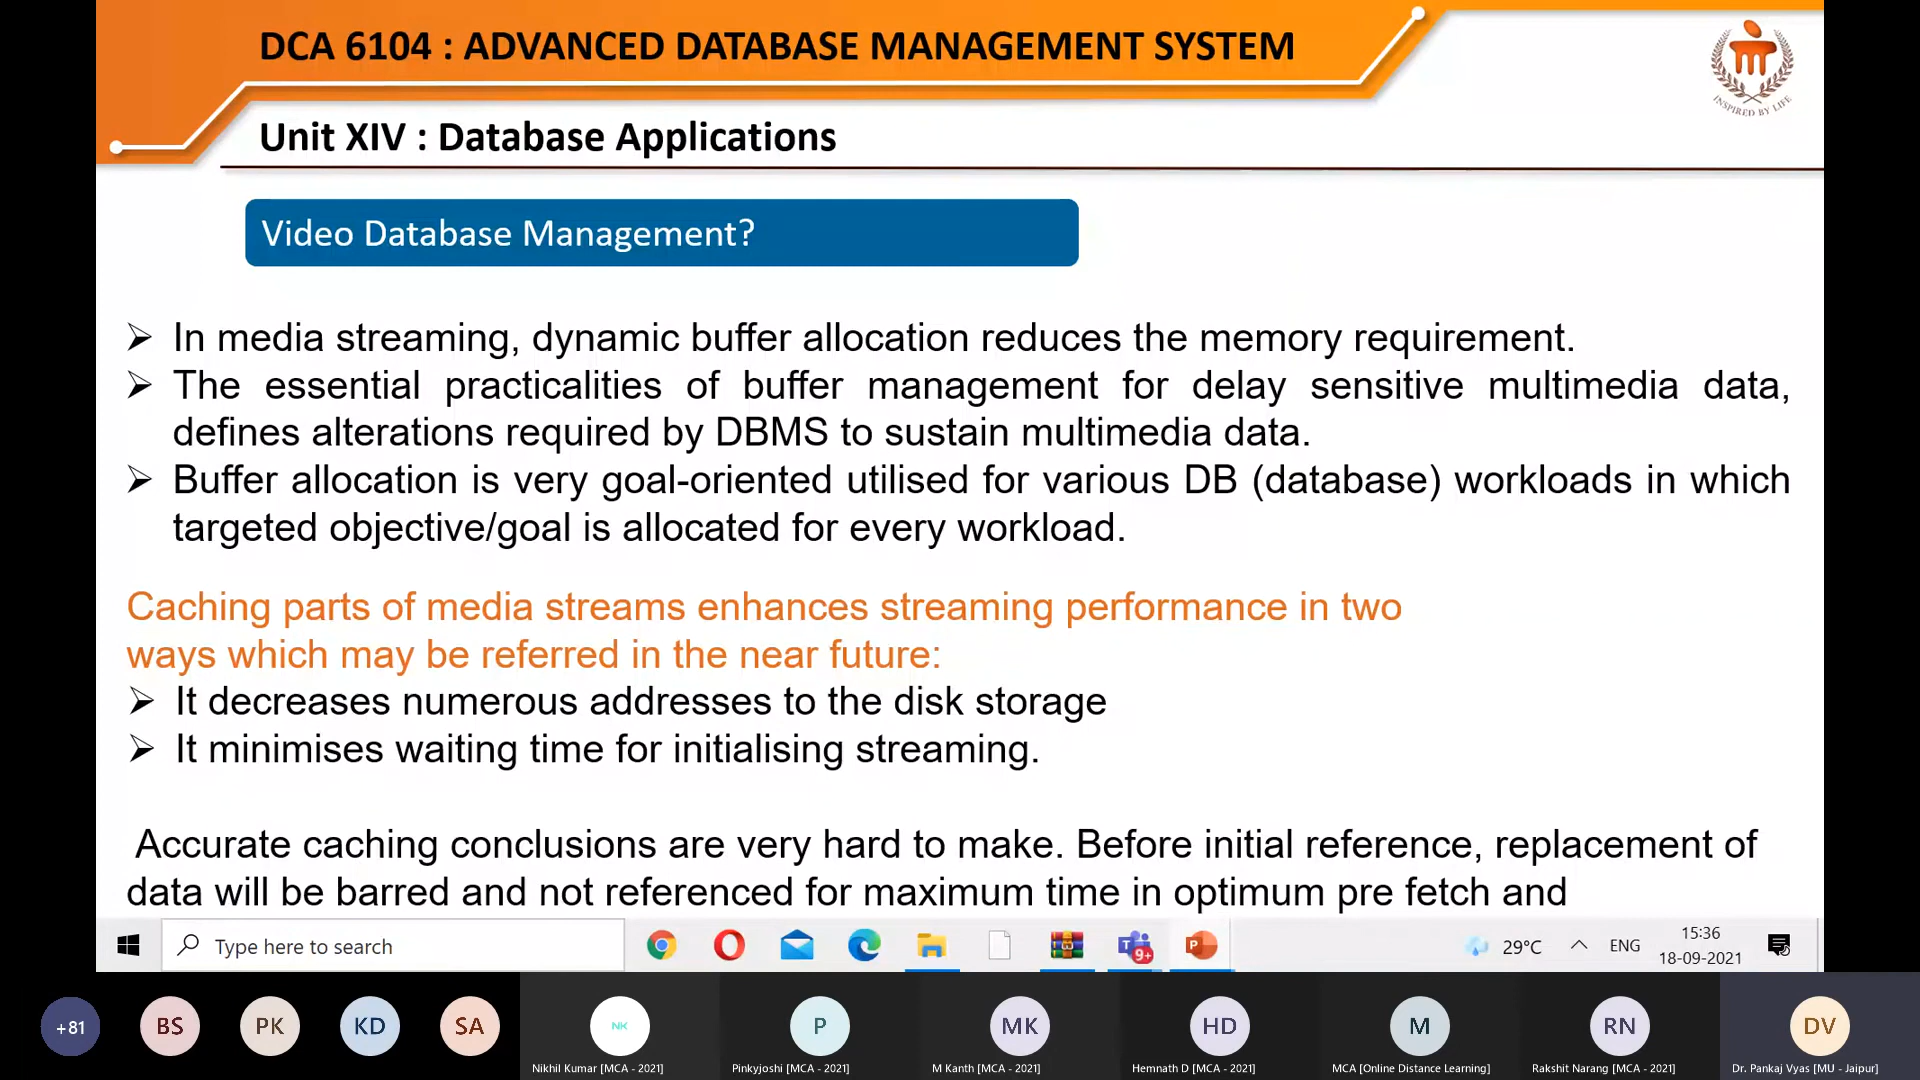 DCA 6104 : ADVANCED DATABASE MANAGEMENT SYSTEM
INSPIRED BY LIFE
Unit XIV : Database Applications
Video Database Management?
➢ In media streaming, dynamic buffer allocation reduces the memory requirement.
➢ The essential practicalities of buffer management for delay sensitive multimedia data,
defines alterations required by DBMS to sustain multimedia data.
➢ Buffer allocation is very goal-oriented utilised for various DB (database) workloads in which
targeted objective/goal is allocated for every workload.
Caching parts of media streams enhances streaming performance in two
ways which may be referred in the near future:
➢ It decreases numerous addresses to the disk storage
➢ It minimises waiting time for initialising streaming.
Accurate caching conclusions are very hard to make. Before initial reference, replacement of
data will be barred and not referenced for maximum time in optimum pre fetch and
Type here to search
9+
P
29°C
ENG
15:36
18-09-2021
+81
BS
PK
KD
SA
NK
P
MK
HD
M
RN
DV
Nikhil Kumar [MCA - 2021]
Pinkyjoshi [MCA - 2021]
M Kanth [MCA - 2021]
Hemnath D [MCA - 2021]
MCA [Online Distance Learning]
Rakshit Narang [MCA - 2021]
Dr. Pankaj Vyas [MU - Jaipur]